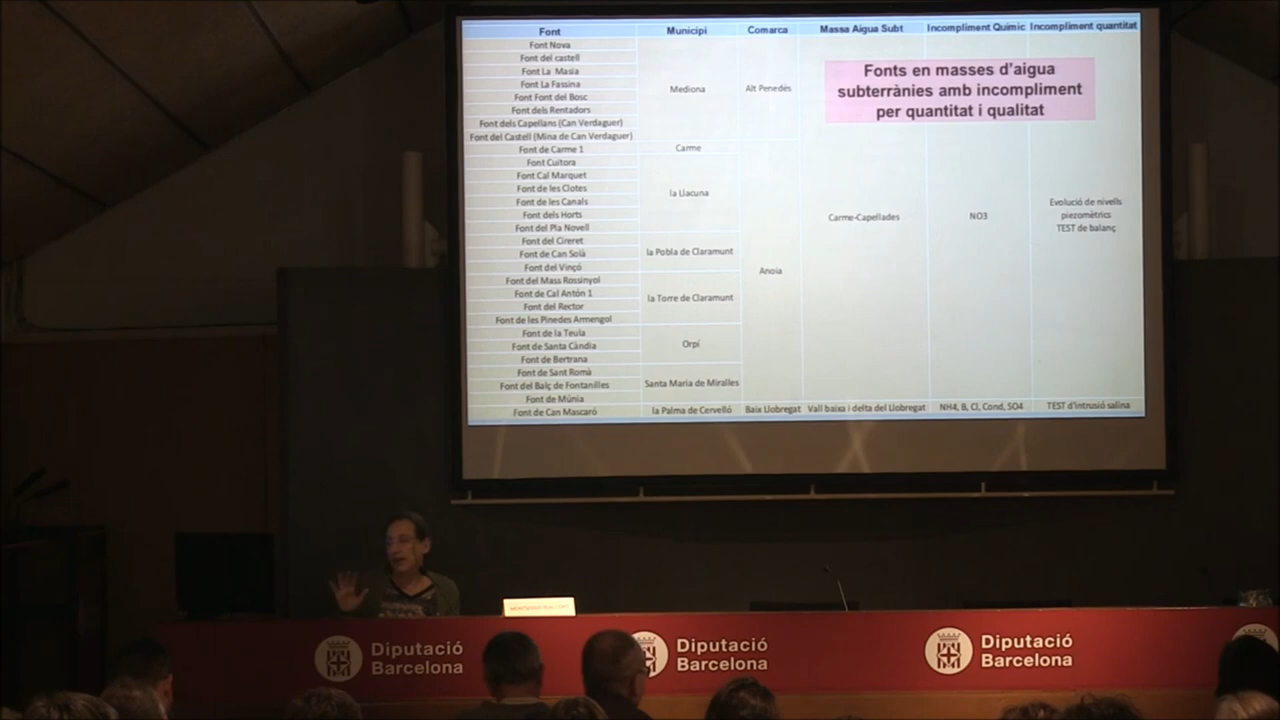 Font Municipi Comarca Massa Aigua Subt Incompliment Químic Incompliment quantitat
Font Nova
Font del castell
Font La Masia
Font La Fassina
Font Font del Bosc
Font dels Rentadors
Font dels Capellans (Can Verdaguer)
Font del Castell (Mina de Can Verdaguer)
Mediona
Alt Penedès
Fonts en masses d'aigua
subterrànies amb incompliment
per quantitat i qualitat
Font de Carme 1
Carme
Font Cuitora
Font Cal Marquet
Font de les Clotes
Font de les Canals
Font dels Horts
Font del Pla Novell
la Llacuna
Font del Cireret
Font de Can Solà
Font del Vinçó
la Pobla de Claramunt
Font del Mass Rossinyol
Font de Cal Antón 1
Font del Rector
Font de les Pinedes Armengol
la Torre de Claramunt
Font de la Teula
Font de Santa Càndia
Font de Bertrana
Orpí
Font de Sant Romà
Font del Balç de Fontanilles
Font de Múnia
Santa Maria de Miralles
Anoia
Carme-Capellades
NO3
Evolució de nivells
piezomètrics
TEST de balanç
Font de Can Mascaró la Palma de Cervelló Baix Llobregat Vall baixa i delta del Llobregat NH4, B, Cl, Cond, SO4 TEST d'intrusió salina
Diputació
Barcelona
Diputació
Barcelona
Diputació
Barcelona